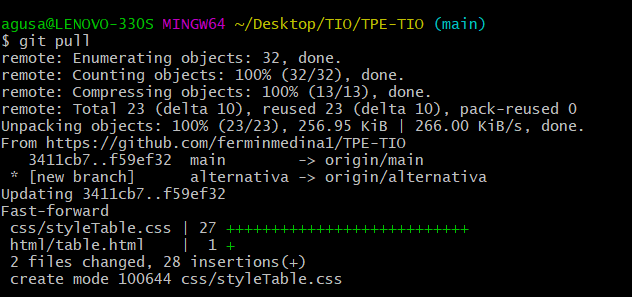 agusa@LENOVO-330S MINGW64 ~/Desktop/TIO/TPE-TIO (main)
$ git pull
remote: Enumerating objects: 32, done.
remote: Counting objects: 100% (32/32), done.
remote: Compressing objects: 100% (13/13), done.
remote: Total 23 (delta 10), reused 23 (delta 10), pack-reused 0
Unpacking objects: 100% (23/23), 256.95 KiB | 266.00 KiB/s, done.
From https://github.com/ferminmedina1/TPE-TIO
   3411cb7..f59ef32  main        -> origin/main
 * [new branch]      alternativa -> origin/alternativa
Updating 3411cb7..f59ef32
Fast-forward
 css/styleTable.css | 27 +++++++++++++++++++++++++++
 html/table.html    |  1 +
 2 files changed, 28 insertions(+)
 create mode 100644 css/styleTable.css